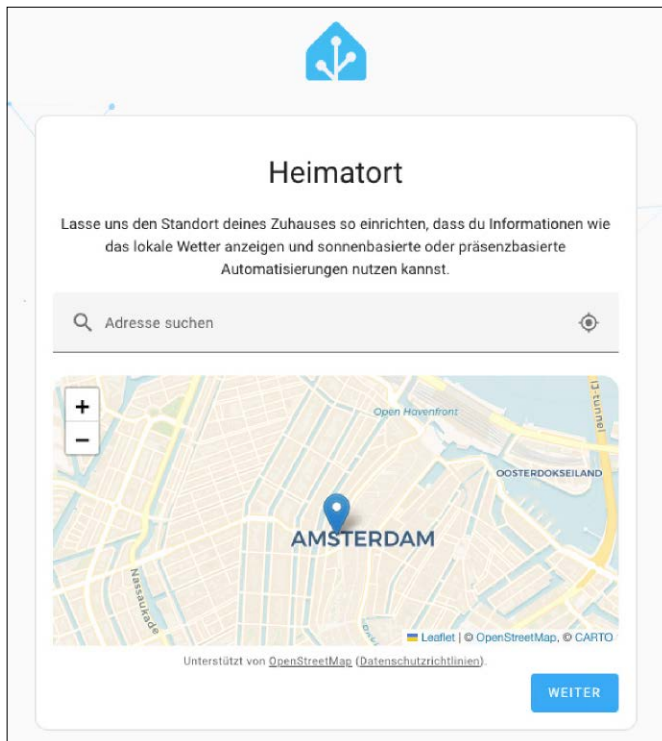 Heimatort
Lasse uns den Standort deines Zuhauses so einrichten, dass du Informationen wie
das lokale Wetter anzeigen und sonnenbasierte oder präsenzbasierte
Automatisierungen nutzen kannst.
Adresse suchen
+
−
Open Havenfront
IJ-tunnel
OOSTERDOKSEILAND
AMSTERDAM
Nassaukade
Leaflet | © OpenStreetMap, © CARTO
Unterstützt von OpenStreetMap (Datenschutzrichtlinien).
WEITER